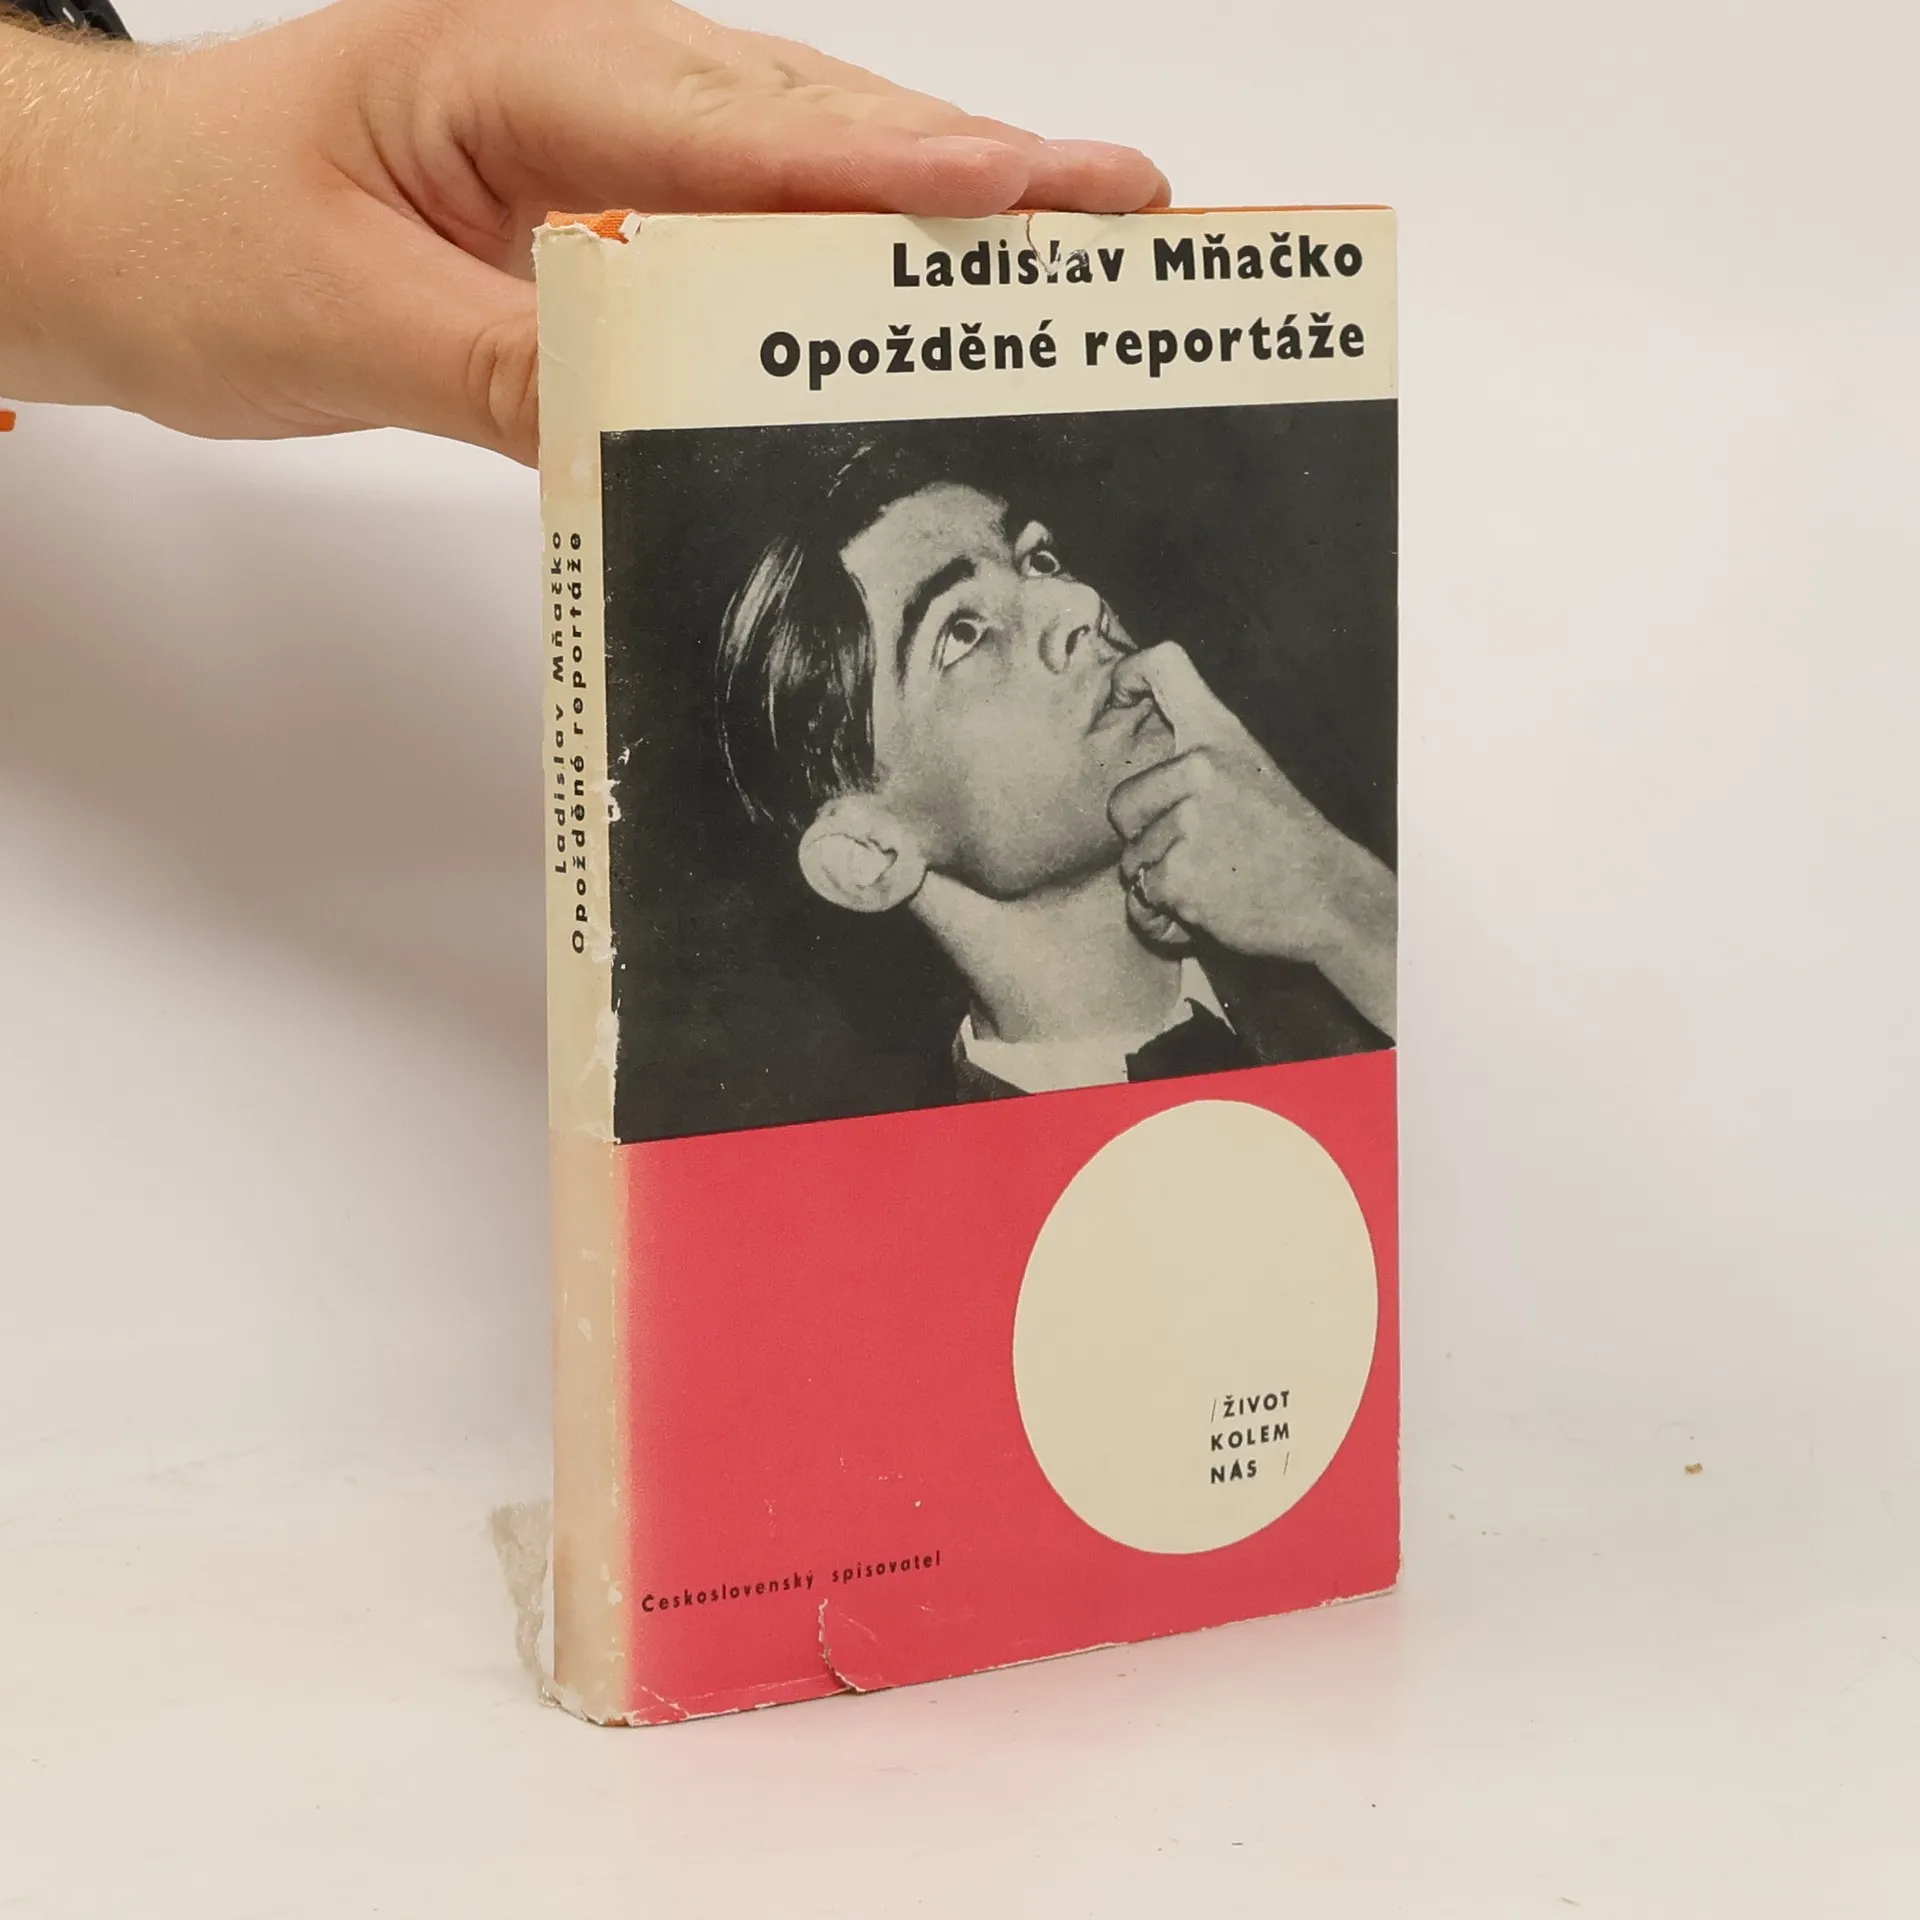 Ladislav Mňačko
Opožděné reportáže
Ladislav Mňačko
Opožděné reportáže
/ŽIVOT
KOLEM
NÁS /
Československý spisovatel